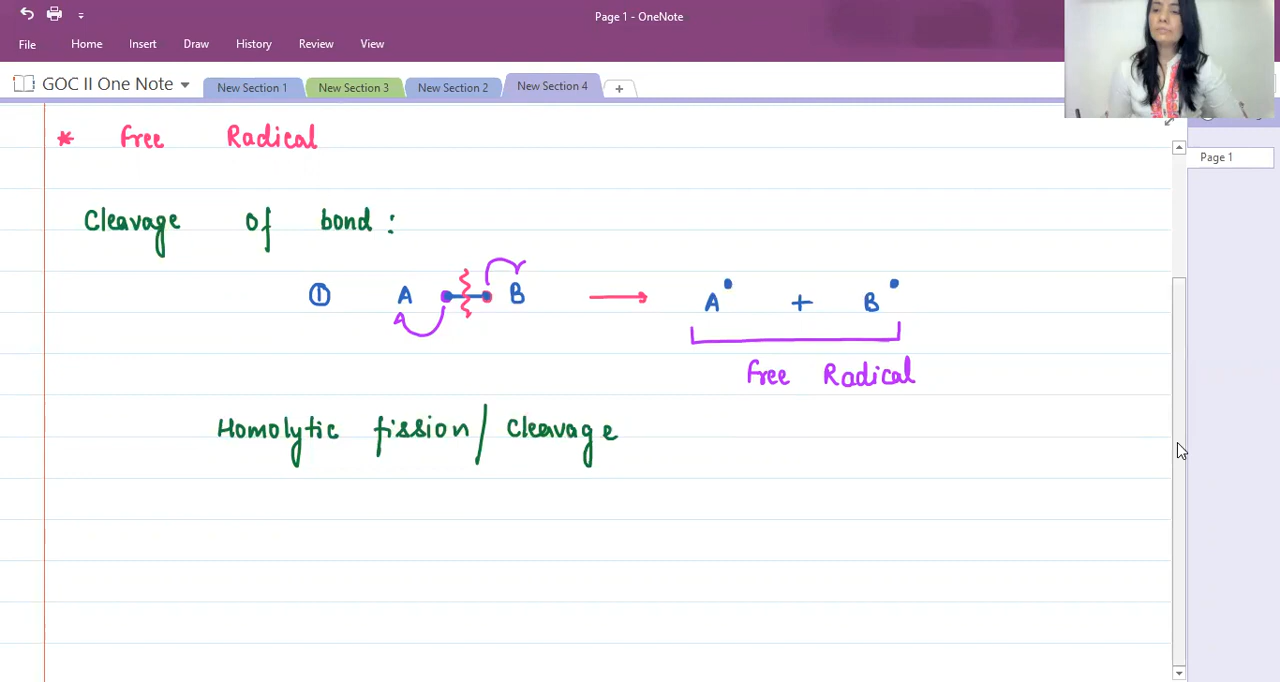 Page 1 - OneNote
File Home Insert Draw History Review View
GOC II One Note New Section 1 New Section 3 New Section 2 New Section 4 +
Page 1
* Free Radical
Cleavage of bond:
① A B → A• + B•
Free Radical
Homolytic fission/ Cleavage